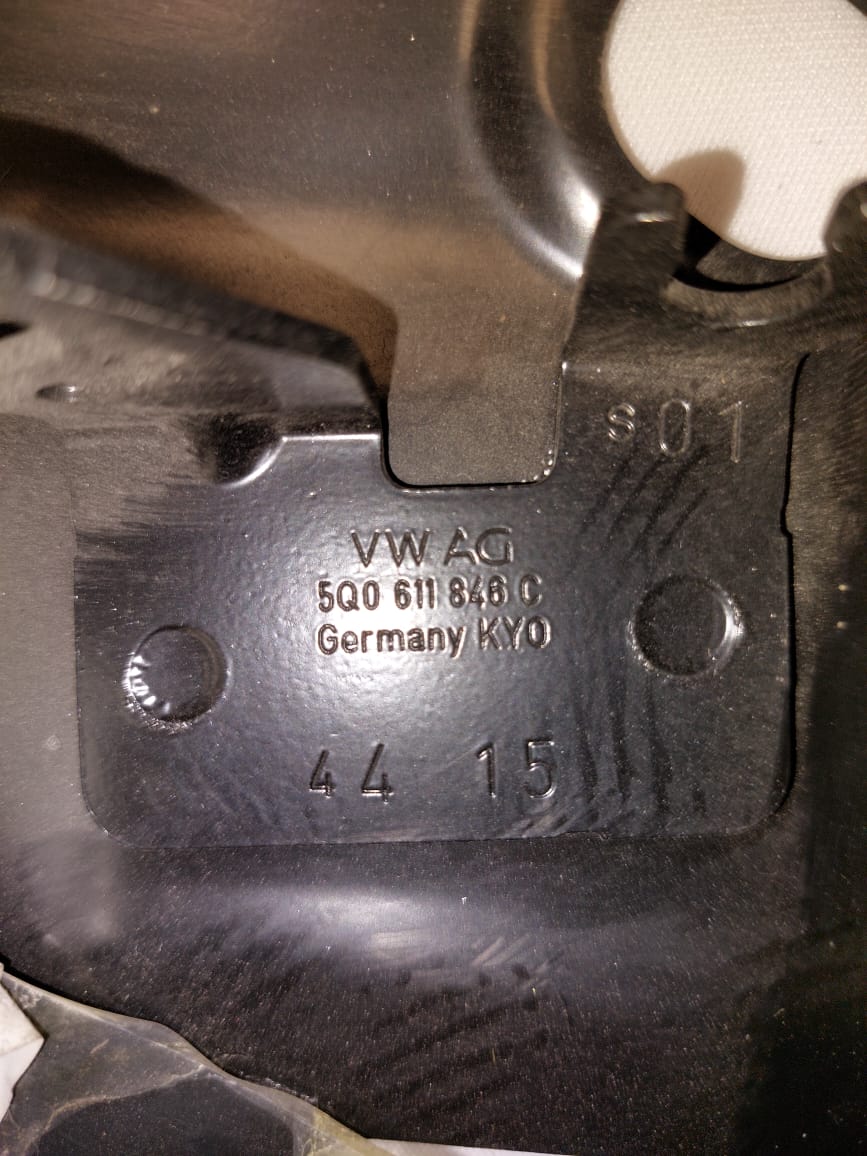 S01
VW AG
5Q0 611 846 C
Germany KYO
44 15